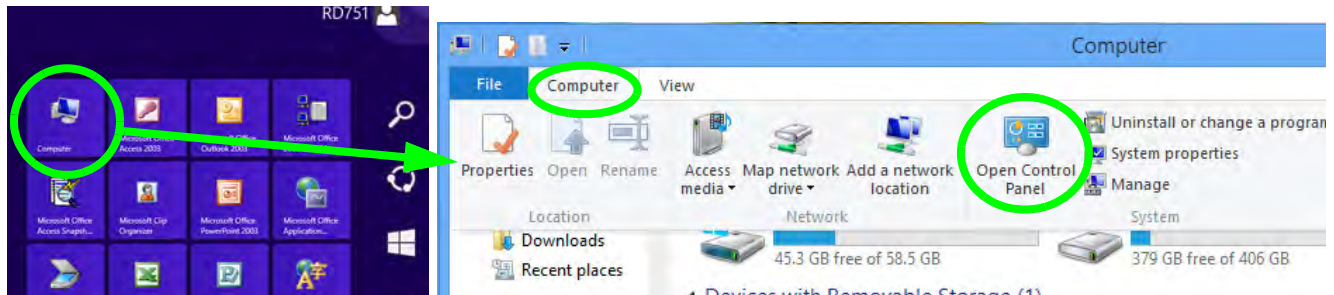 RD751
Computer
Microsoft Office
Access 2003
Microsoft Office
Outlook 2003
Microsoft Office
Microsoft Office
Access Snapsh...
Microsoft Clip
Organizer
Microsoft Office
PowerPoint 2003
Microsoft Office
Application...
Computer
File
Computer
View
Properties
Open
Rename
Access
media
Map network
drive
Add a network
location
Open Control
Panel
Uninstall or change a program
System properties
Manage
Location
Network
System
Downloads
Recent places
45.3 GB free of 58.5 GB
379 GB free of 406 GB
Devices with Removable Storage (1)